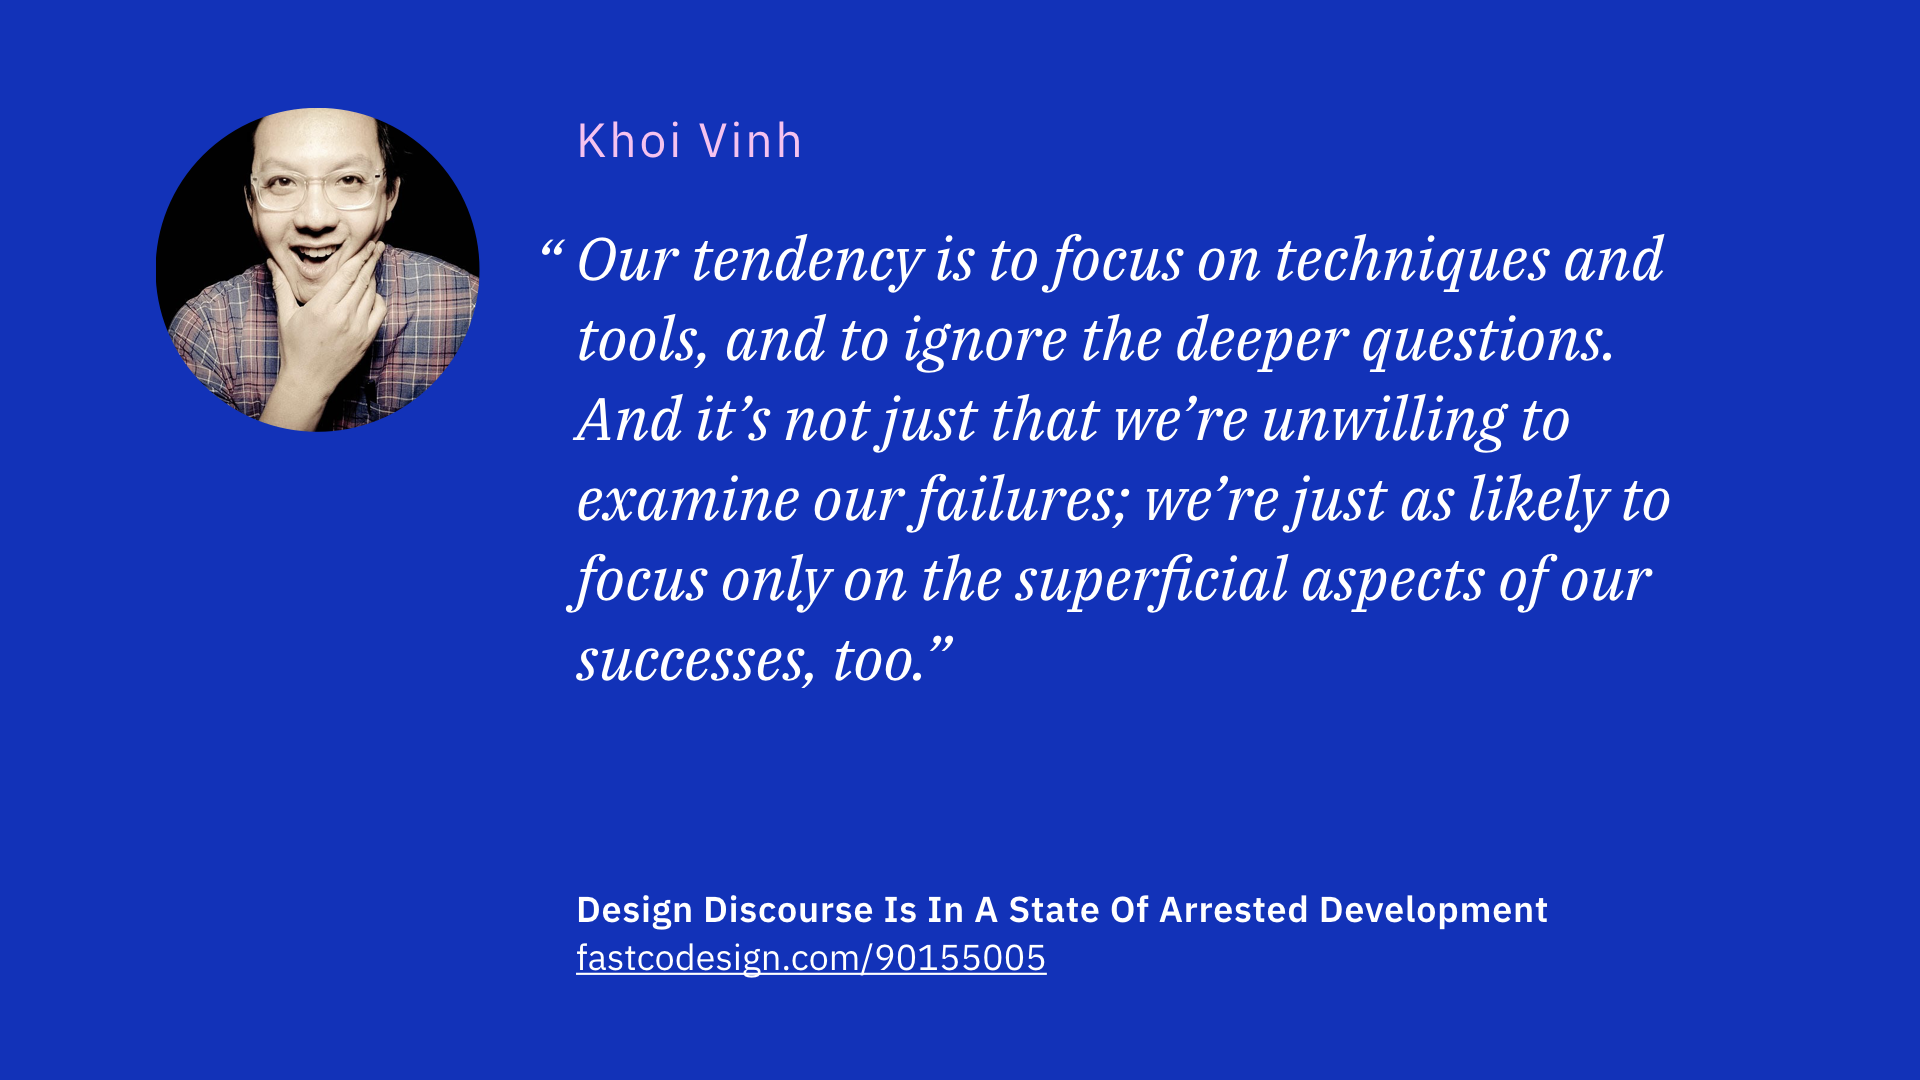 Khoi Vinh
“ Our tendency is to focus on techniques and
tools, and to ignore the deeper questions.
And it’s not just that we’re unwilling to
examine our failures; we’re just as likely to
focus only on the superficial aspects of our
successes, too.”
Design Discourse Is In A State Of Arrested Development
fastcodesign.com/90155005